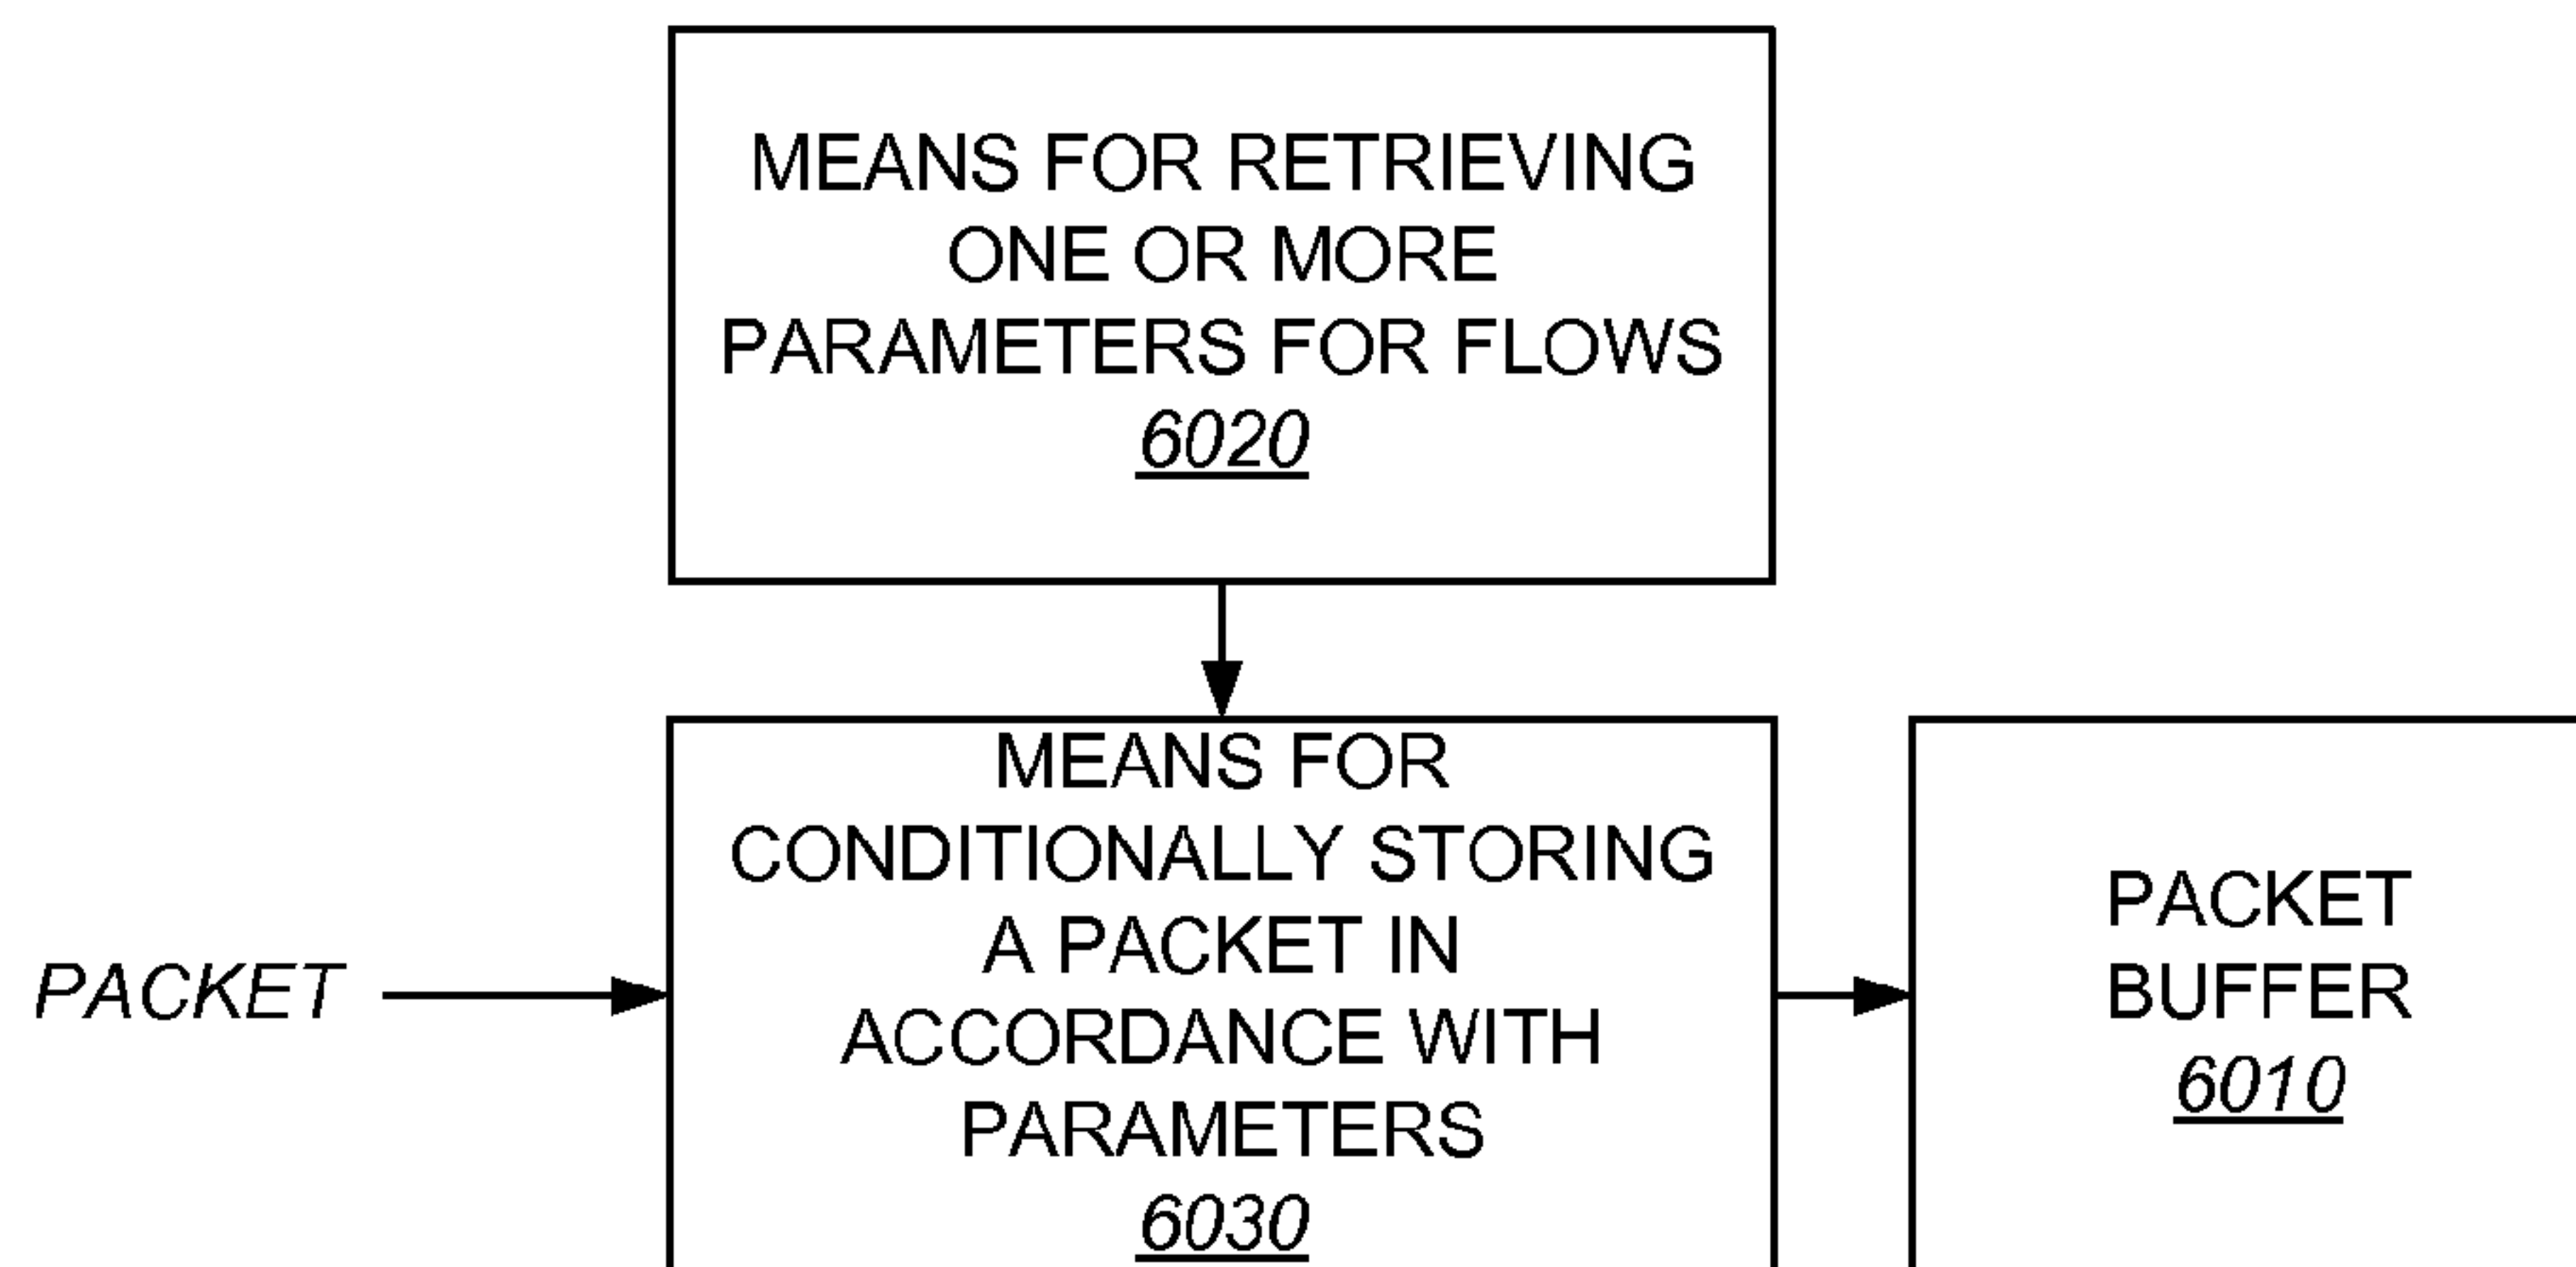 MEANS FOR RETRIEVING
ONE OR MORE
PARAMETERS FOR FLOWS
6020
MEANS FOR
CONDITIONALLY STORING
A PACKET IN
ACCORDANCE WITH
PARAMETERS
6030
PACKET
PACKET
BUFFER
6010